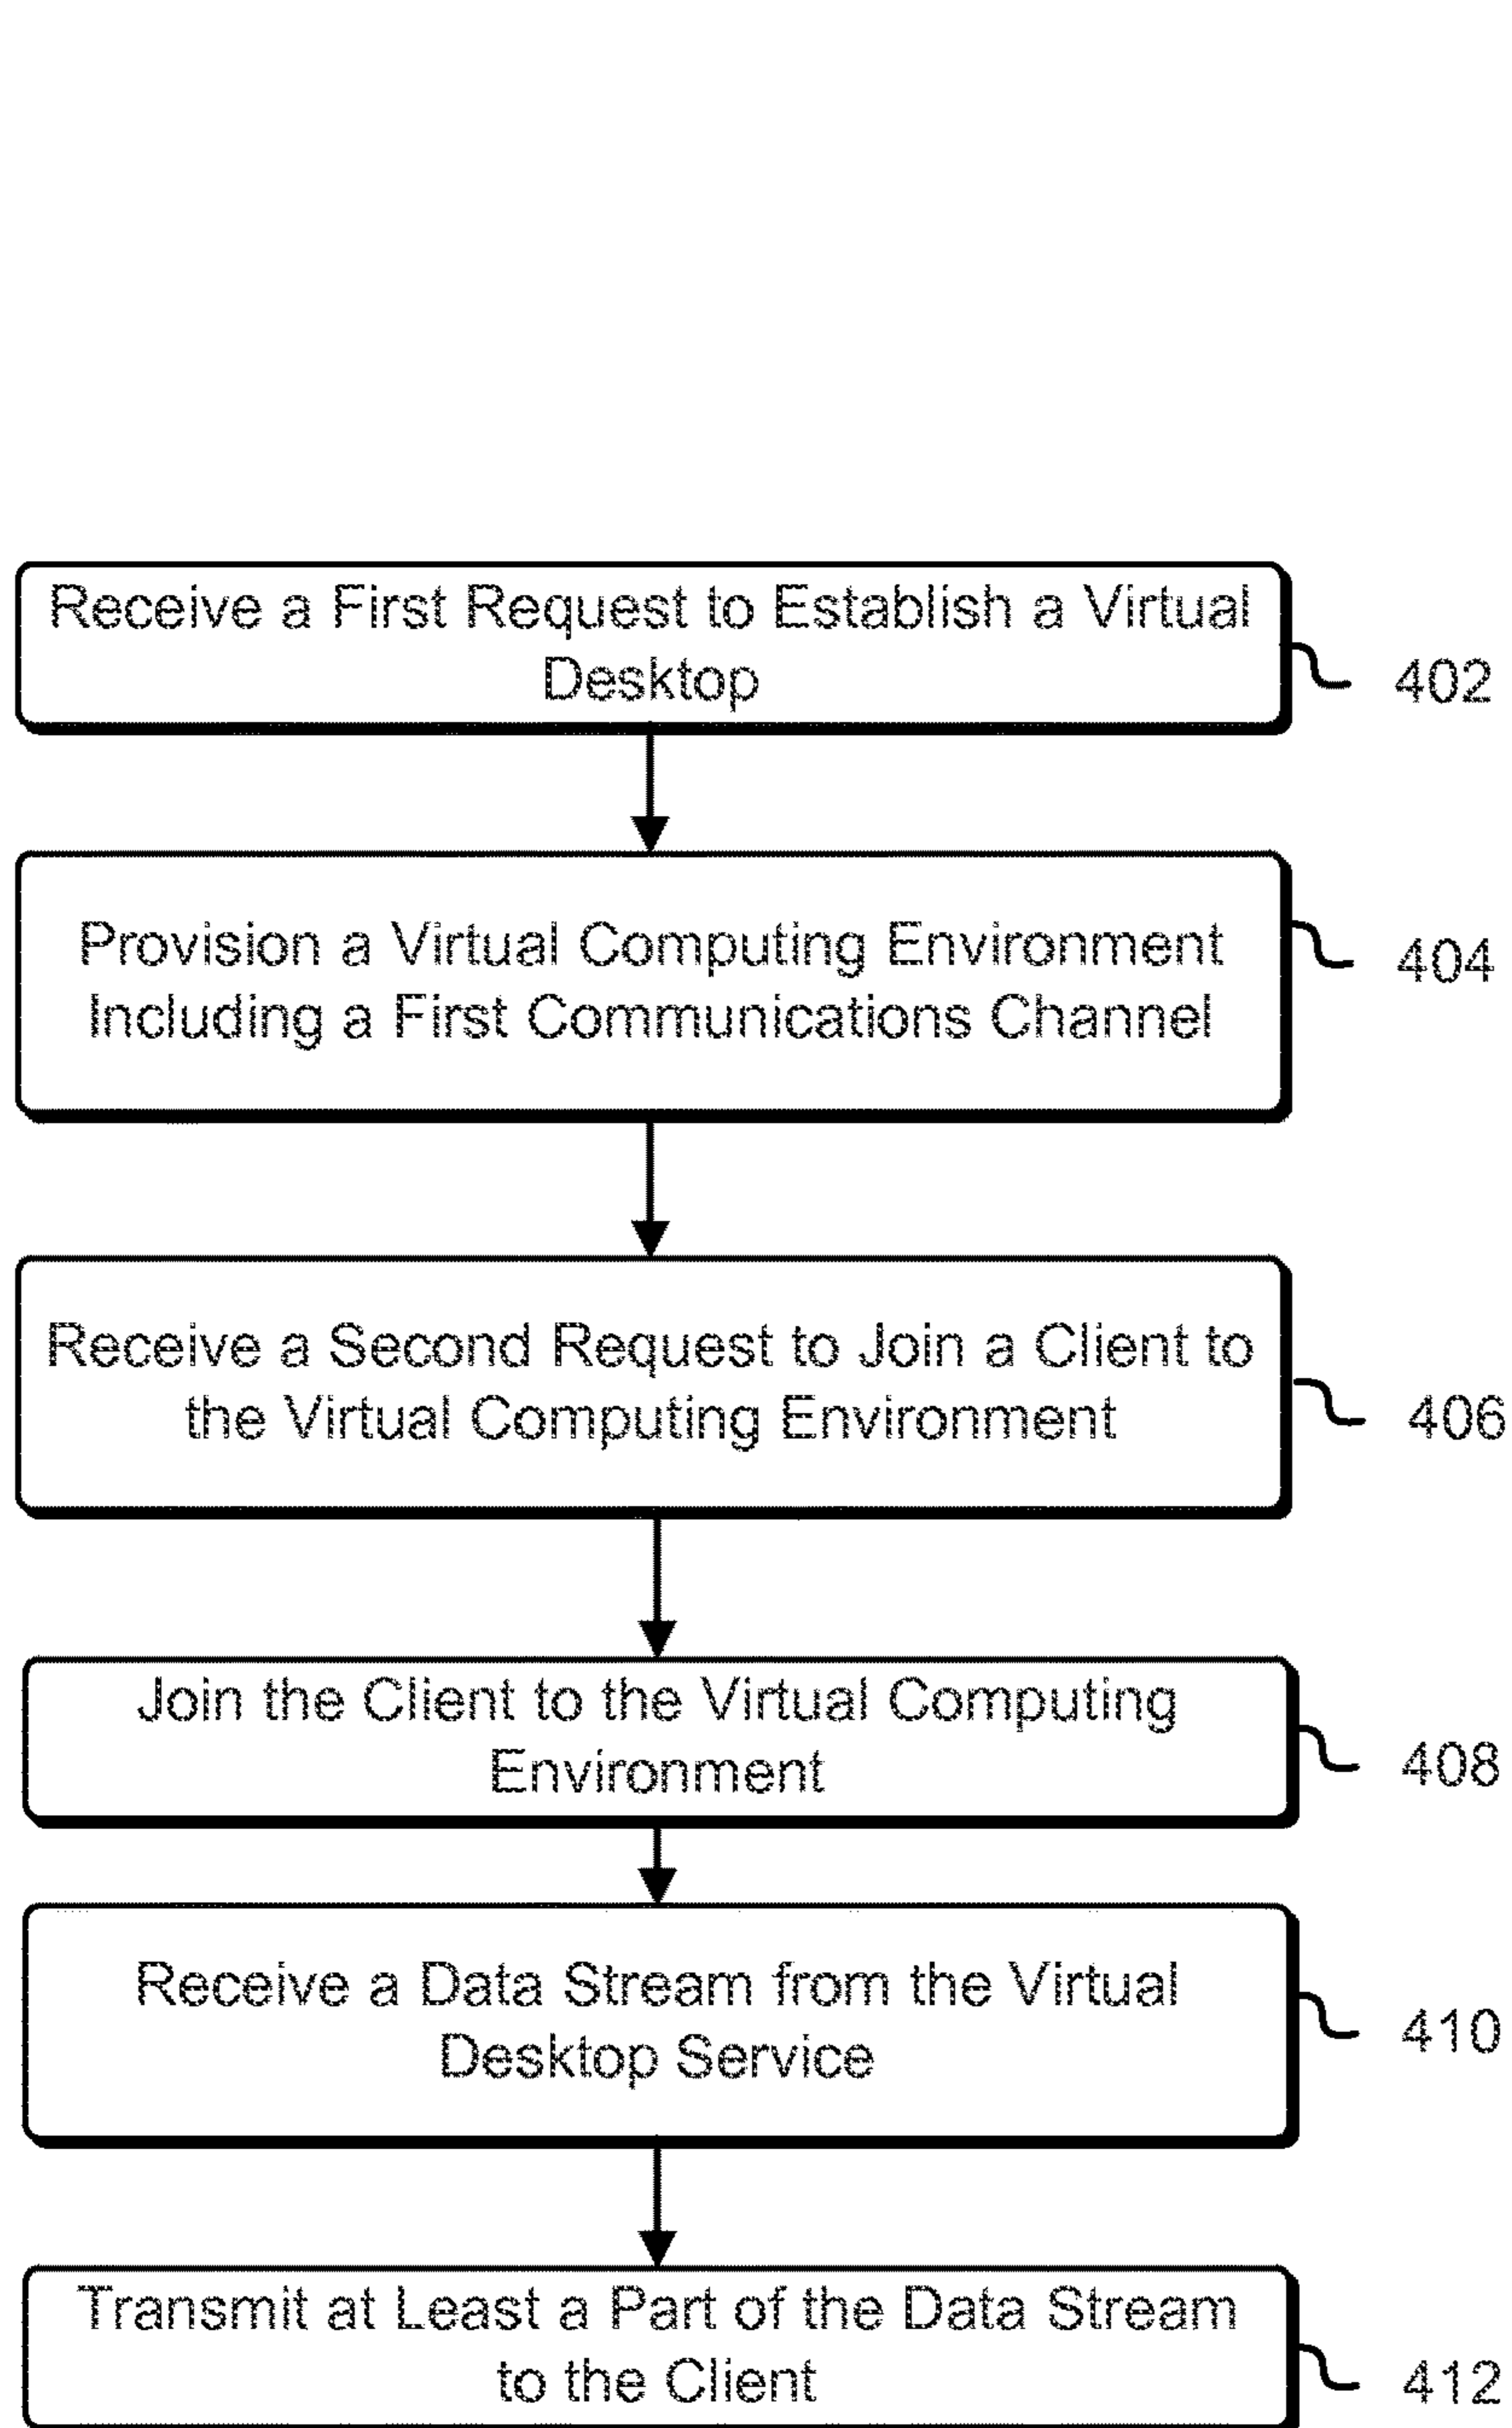 Receive a First Request to Establish a Virtual
Desktop
402
Provision a Virtual Computing Environment
Including a First Communications Channel
404
Receive a Second Request to Join a Client to
the Virtual Computing Environment
406
Join the Client to the Virtual Computing
Environment
408
Receive a Data Stream from the Virtual
Desktop Service
410
Transmit at Least a Part of the Data Stream
to the Client
412